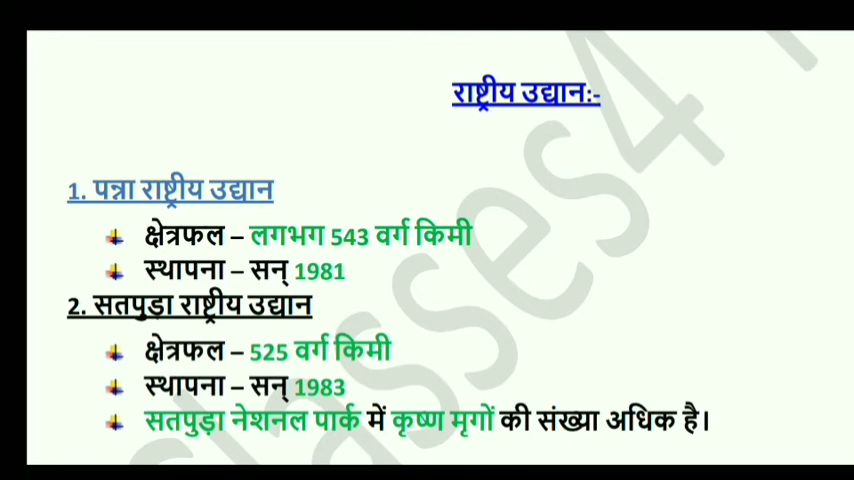 राष्ट्रीय उद्यान:-
1. पन्ना राष्ट्रीय उद्यान
क्षेत्रफल – लगभग 543 वर्ग किमी
स्थापना – सन् 1981
2. सतपुड़ा राष्ट्रीय उद्यान
क्षेत्रफल – 525 वर्ग किमी
स्थापना – सन् 1983
सतपुड़ा नेशनल पार्क में कृष्ण मृगों की संख्या अधिक है।
classes4